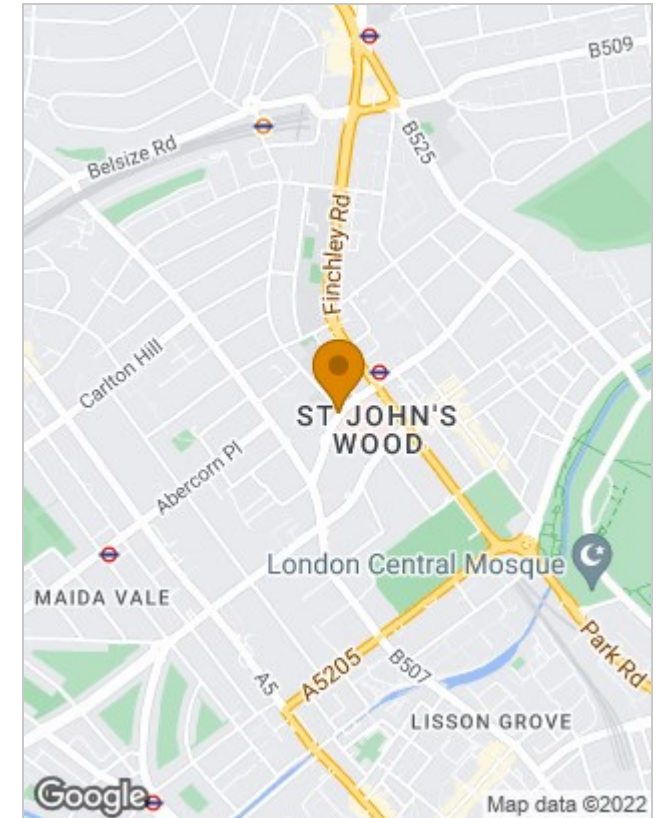 B509
Belsize Rd
B525
Finchley Rd
Carlton Hill
ST JOHN'S
WOOD
Abercorn Pl
London Central Mosque
MAIDA VALE
A5205
Park Rd
A5
B507
LISSON GROVE
Google
Map data ©2022